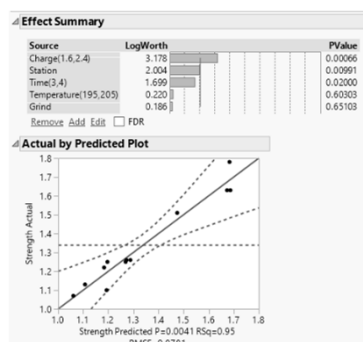 Effect Summary
Source LogWorth PValue
Charge(1.6,2.4) 3.178 0.00066
Station 2.004 0.00991
Time(3,4) 1.699 0.02000
Temperature(195,205) 0.220 0.60303
Grind 0.186 0.65103
Remove Add Edit FDR
Actual by Predicted Plot
1.8
1.7
1.6
1.5
1.4
1.3
1.2
1.1
1.0
Strength Actual
1.0 1.1 1.2 1.3 1.4 1.5 1.6 1.7 1.8
Strength Predicted P=0.0041 RSq=0.95